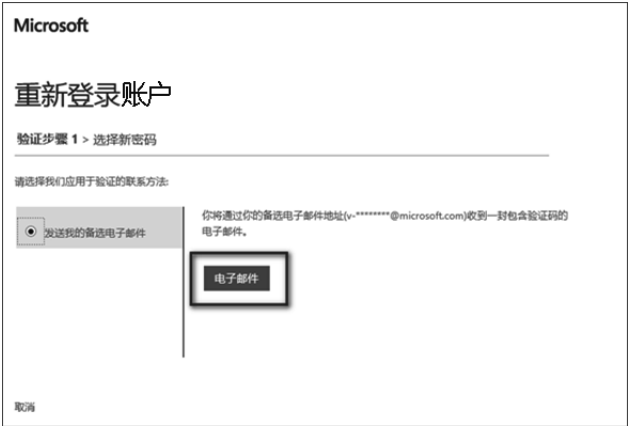 Microsoft
重新登录账户
验证步骤 1 > 选择新密码
请选择我们应用于验证的联系方法:
发送我的备选电子邮件
你将通过你的备选电子邮件地址(v-********@microsoft.com)收到一封包含验证码的
电子邮件。
电子邮件
取消